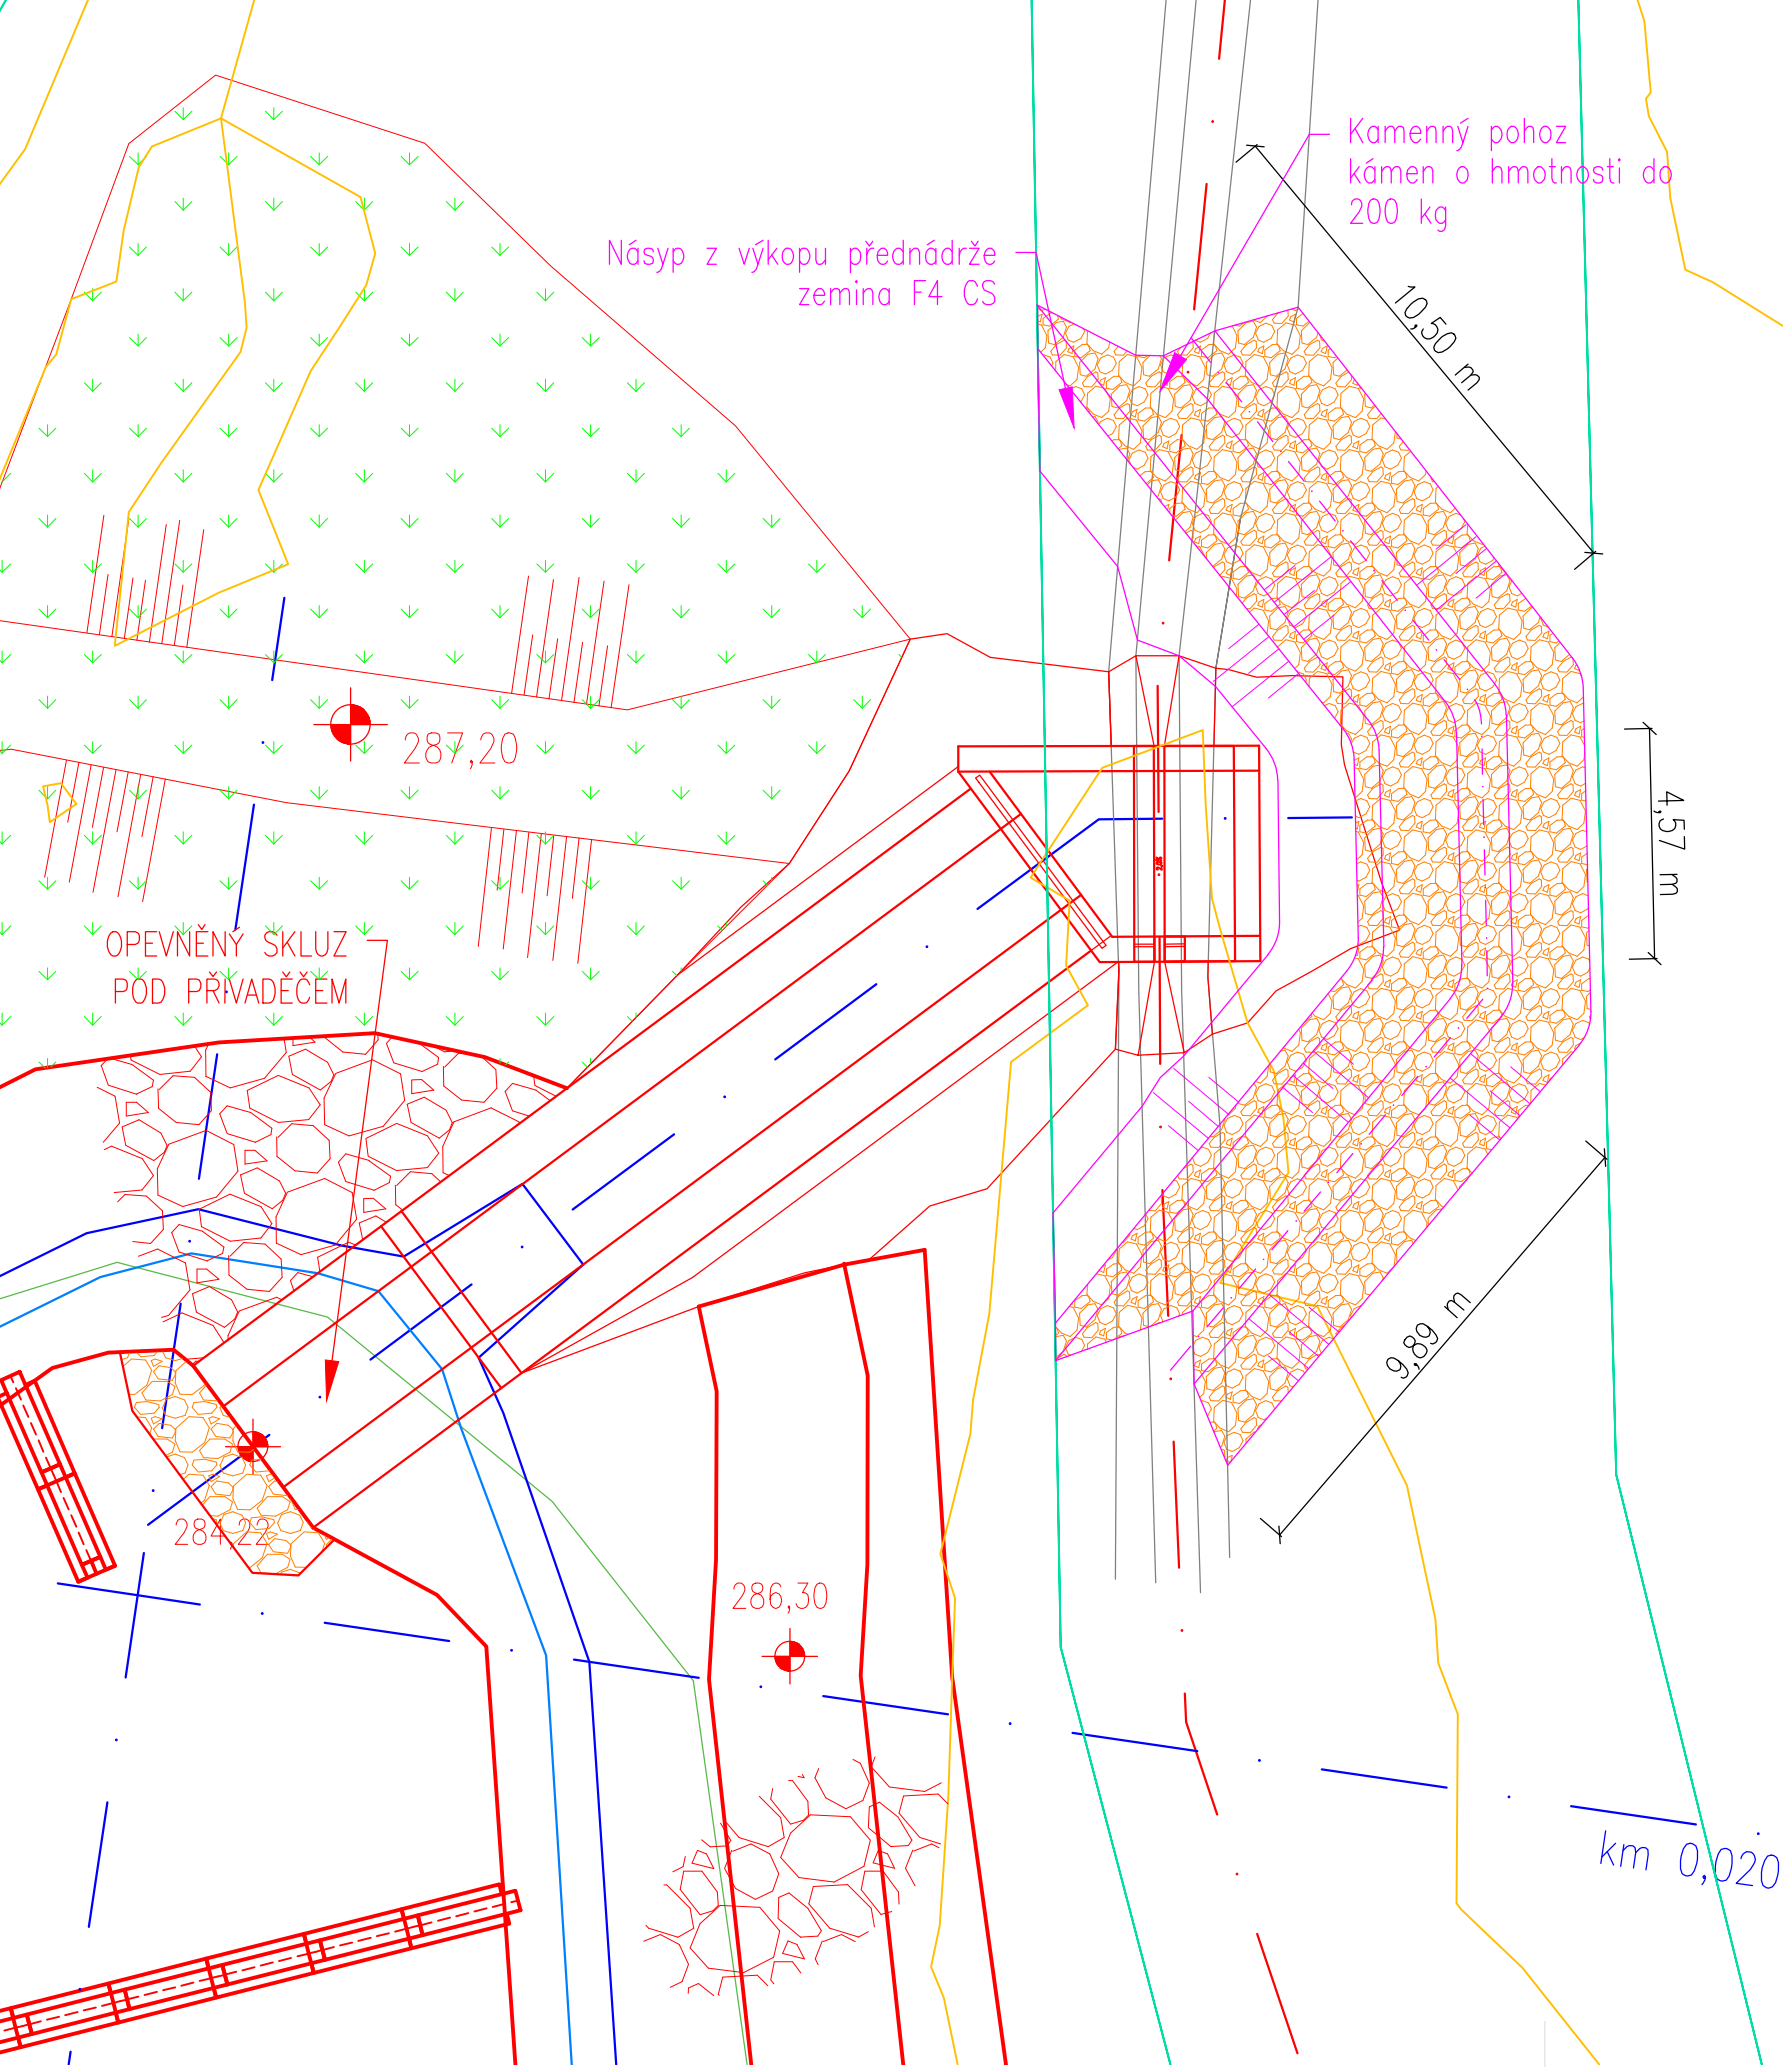 Kamenný pohoz
kámen o hmotnosti do
200 kg
Násyp z výkopu přednádrže
zemina F4 CS
10,50 m
287,20
4,57 m
OPEVNĚNÝ SKLUZ
POD PŘIVADĚČEM
9,89 m
284,22
286,30
km 0,020